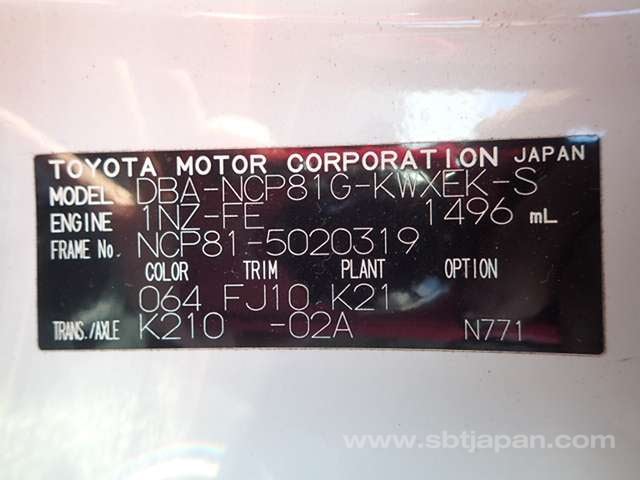 TOYOTA MOTOR CORPORATION JAPAN
MODEL DBA-NCP81G-KWXEK-S
ENGINE 1NZ-FE 1496 mL
FRAME No. NCP81-5020319
COLOR TRIM PLANT OPTION
064 FJ10 K21
TRANS./AXLE K210 -02A N771
www.sbtjapan.com